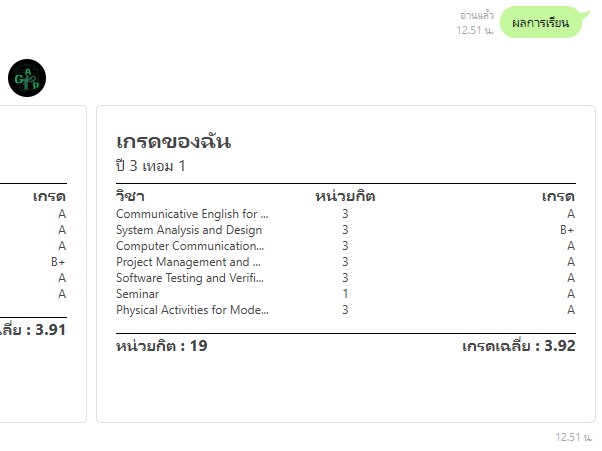 อ่านแล้ว
12.51 น.
ผลการเรียน
G A P
เกรด
A
A
A
B+
A
A
ลี่ย : 3.91
เกรดของฉัน
ปี 3 เทอม 1
วิชา หน่วยกิต เกรด
Communicative English for ... 3 A
System Analysis and Design 3 B+
Computer Communication... 3 A
Project Management and ... 3 A
Software Testing and Verifi... 3 A
Seminar 1 A
Physical Activities for Mode... 3 A
หน่วยกิต : 19 เกรดเฉลี่ย : 3.92
12.51 น.